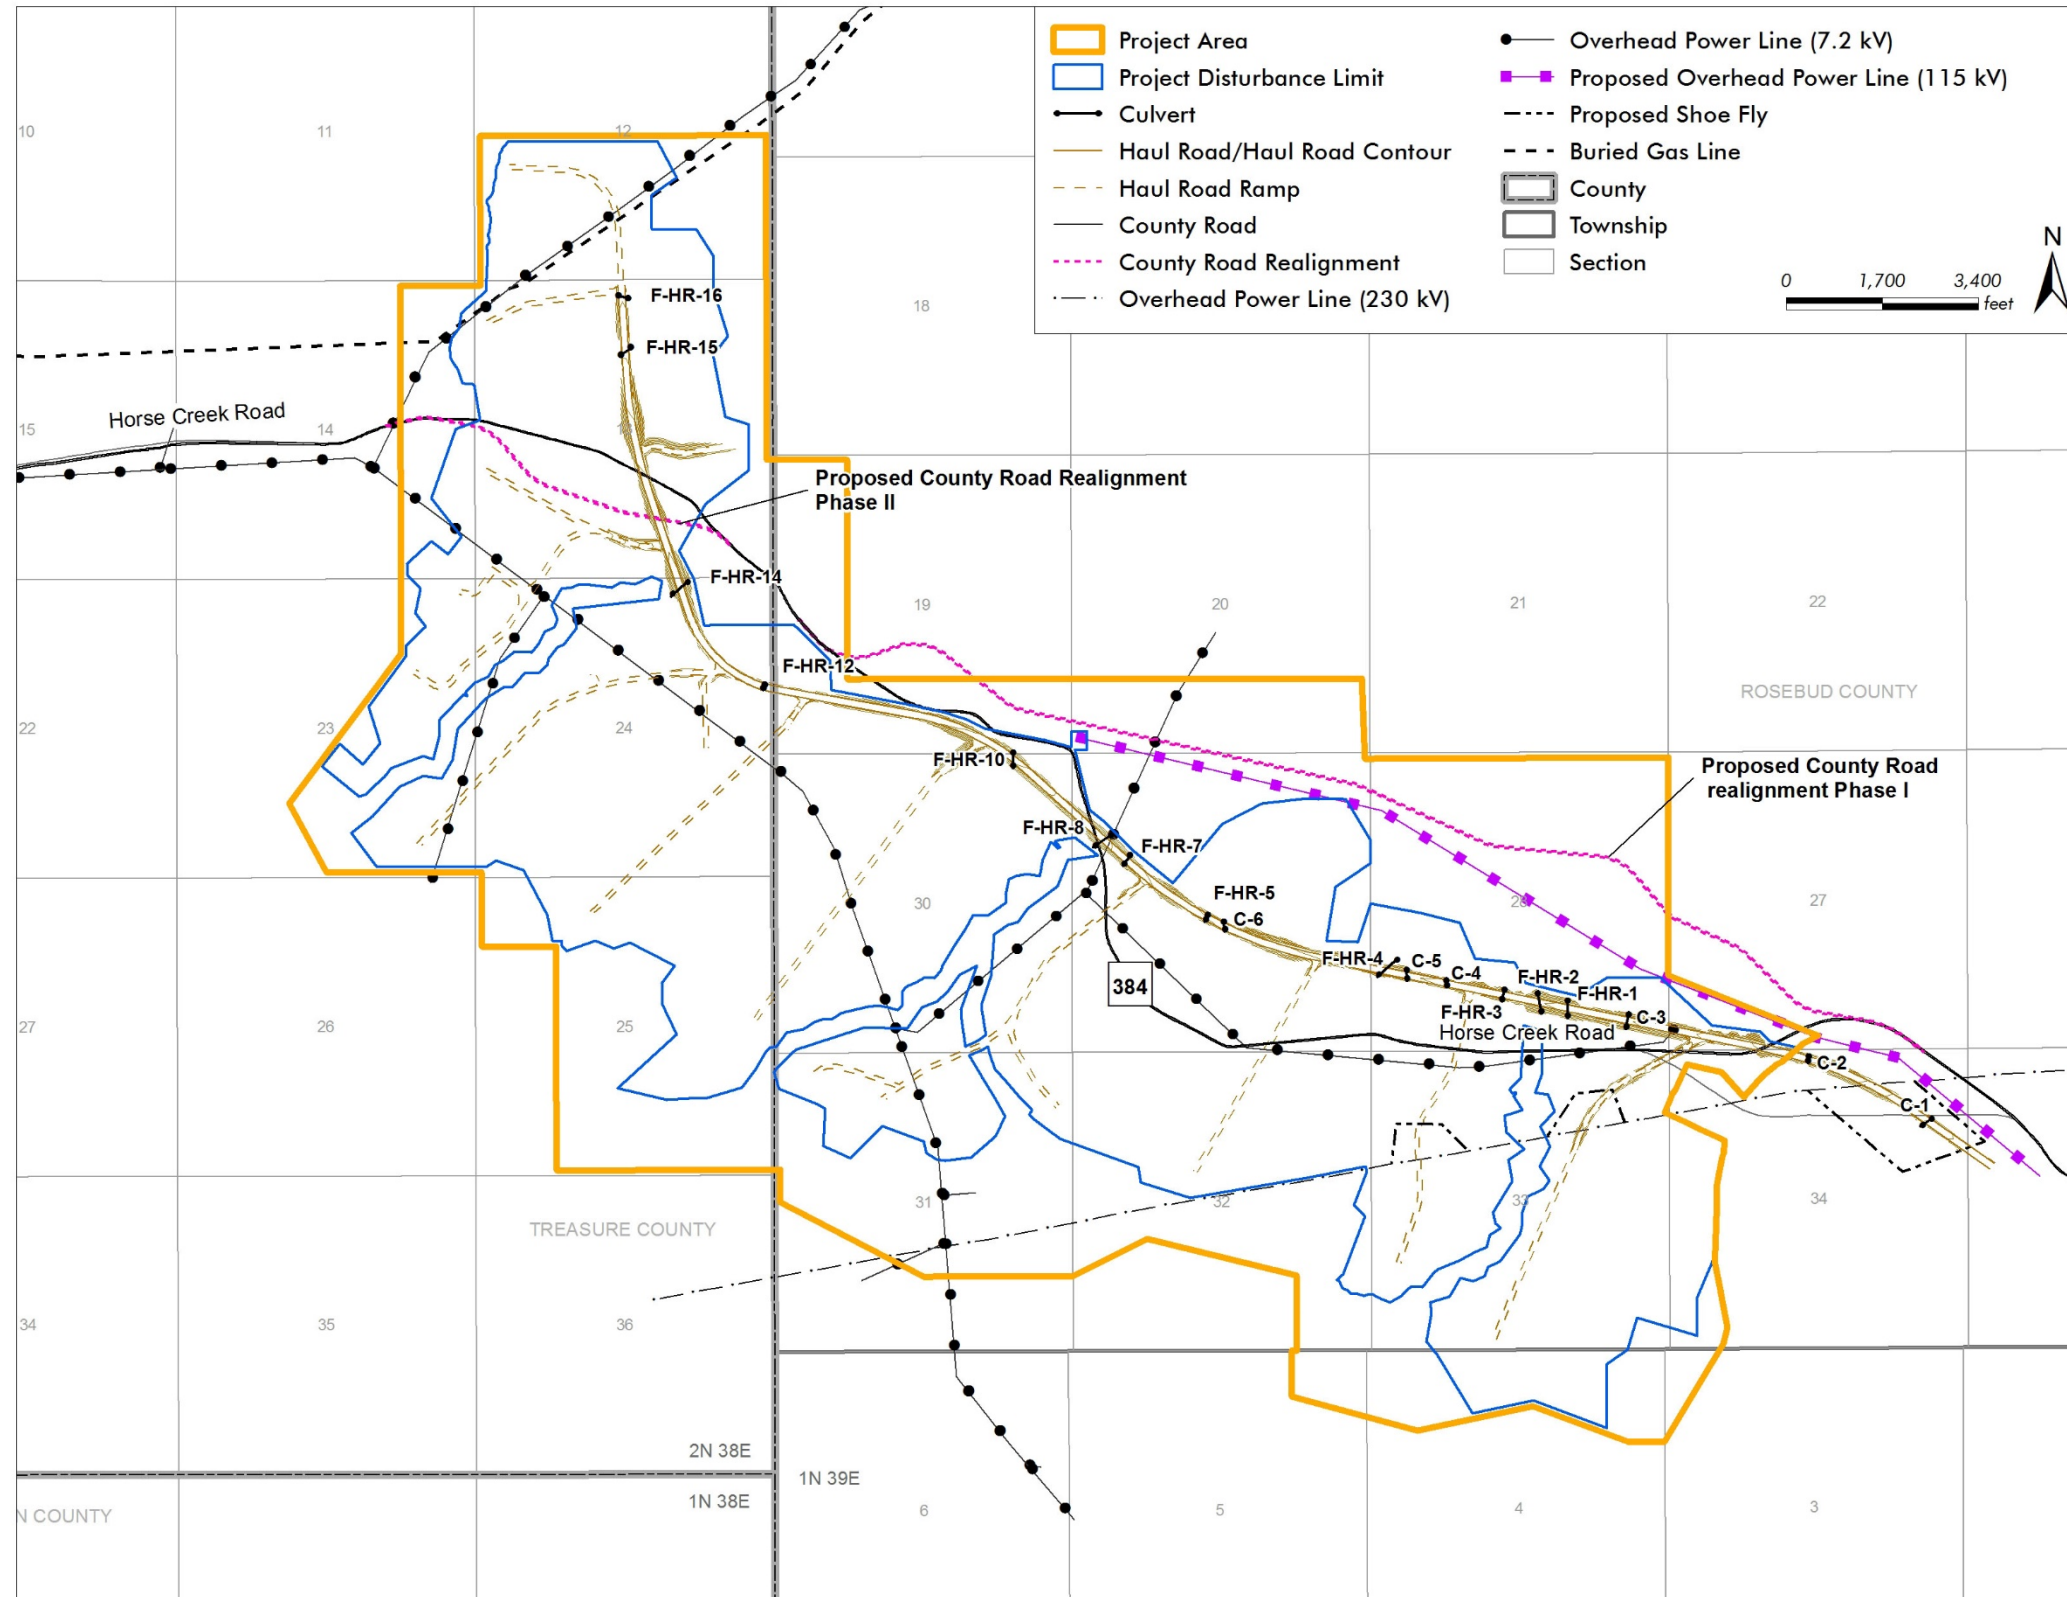 Project Area
Project Disturbance Limit
Culvert
Haul Road/Haul Road Contour
Haul Road Ramp
County Road
County Road Realignment
Overhead Power Line (230 kV)
Overhead Power Line (7.2 kV)
Proposed Overhead Power Line (115 kV)
Proposed Shoe Fly
Buried Gas Line
County
Township
Section
N
0 1,700 3,400
feet
10
11
12
F-HR-16
18
F-HR-15
Horse Creek Road
15
14
Proposed County Road Realignment
Phase II
F-HR-14
19
20
21
22
F-HR-12
ROSEBUD COUNTY
22
23
24
F-HR-10
Proposed County Road
realignment Phase I
F-HR-8
F-HR-7
F-HR-5
C-6
30
27
F-HR-4
C-5
C-4
F-HR-2
F-HR-1
384
F-HR-3
C-3
Horse Creek Road
27
26
25
C-2
C-1
31
32
33
34
TREASURE COUNTY
34
35
36
2N 38E
1N 39E
1N 38E
6
5
4
3
N COUNTY